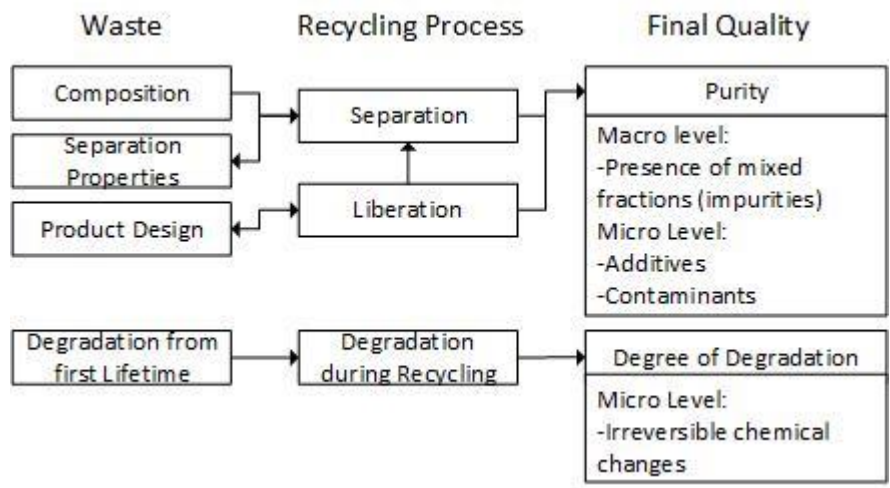 Waste
Recycling Process
Final Quality
Composition
Separation
Properties
Product Design
Separation
Liberation
Purity
Macro level:
-Presence of mixed
fractions (impurities)
Micro Level:
-Additives
-Contaminants
Degradation from
first Lifetime
Degradation
during Recycling
Degree of Degradation
Micro Level:
-Irreversible chemical
changes